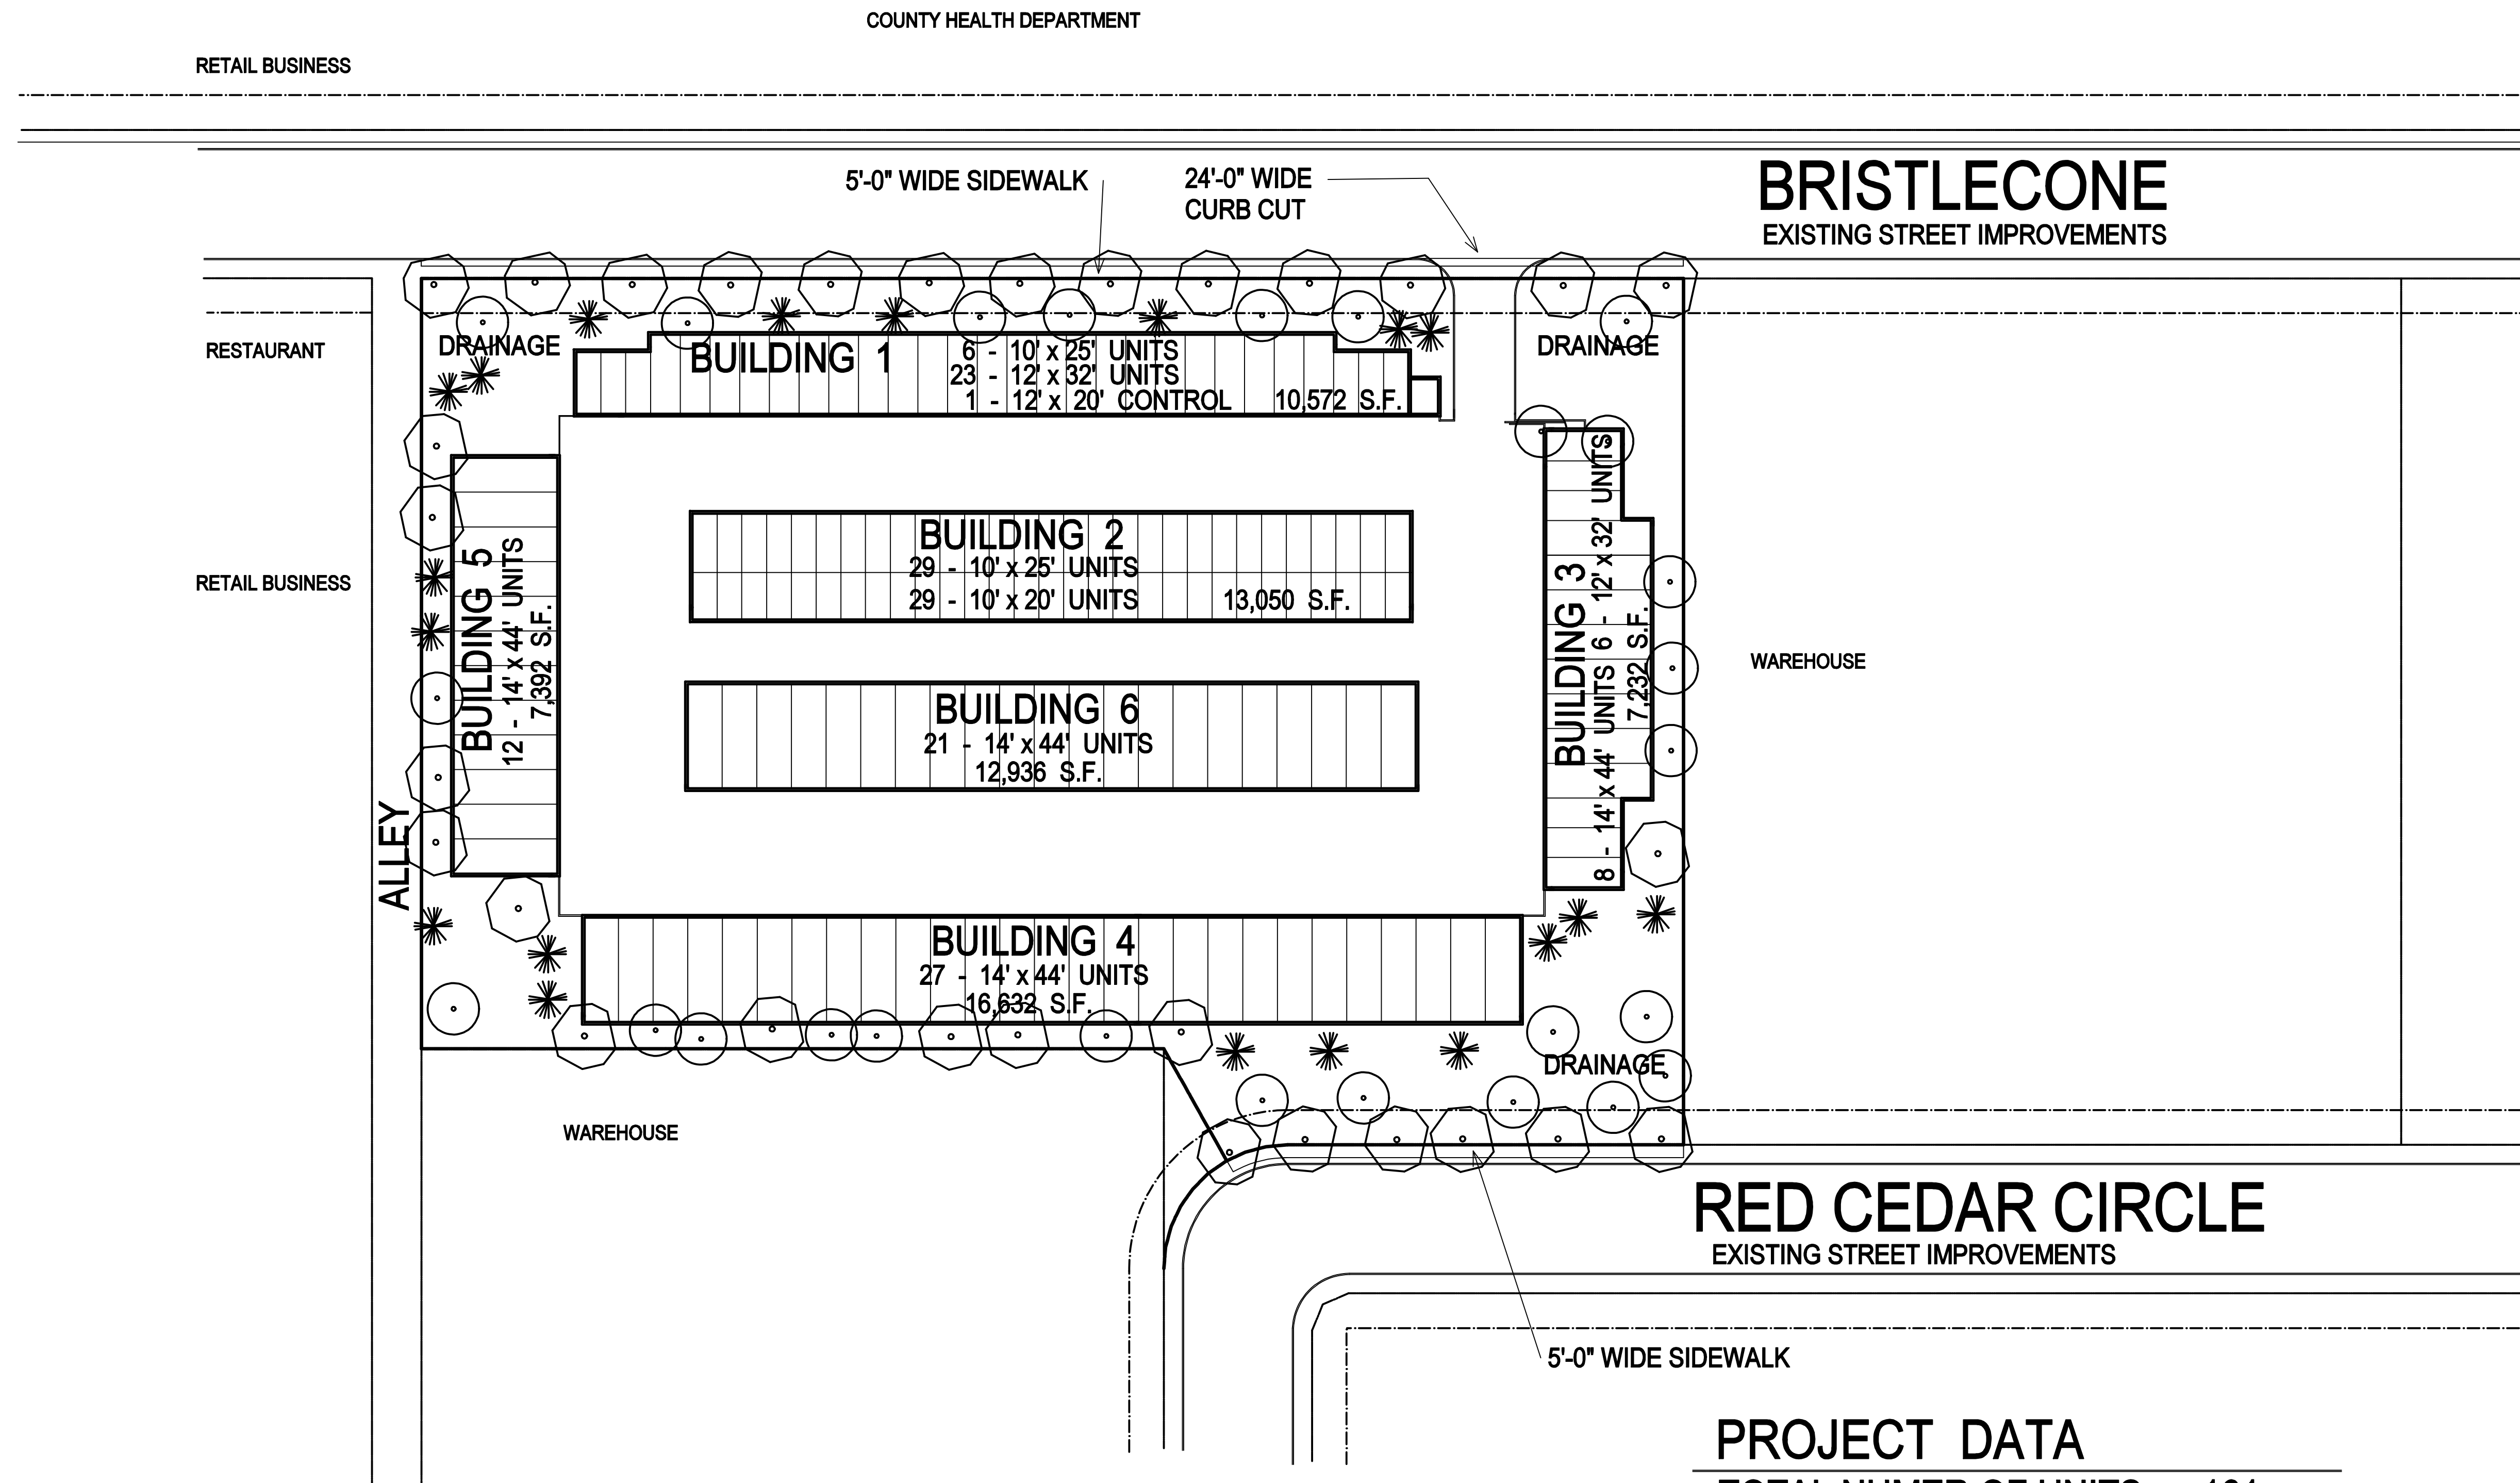 COUNTY HEALTH DEPARTMENT
RETAIL BUSINESS
5'-0" WIDE SIDEWALK
24'-0" WIDE
CURB CUT
BRISTLECONE
EXISTING STREET IMPROVEMENTS
RESTAURANT
DRAINAGE
BUILDING 1
6 - 10' x 25' UNITS
23 - 12' x 32' UNITS
1 - 12' x 20' CONTROL 10,572 S.F.
DRAINAGE
RETAIL BUSINESS
BUILDING 5
12 - 14' x 44' UNITS
7,392 S.F.
BUILDING 2
29 - 10' x 25' UNITS
29 - 10' x 20' UNITS 13,050 S.F.
BUILDING 3
8 - 14' x 44' UNITS 6 - 12' x 32' UNITS
7,232 S.F.
WAREHOUSE
BUILDING 6
21 - 14' x 44' UNITS
12,936 S.F.
ALLEY
BUILDING 4
27 - 14' x 44' UNITS
16,632 S.F.
DRAINAGE
WAREHOUSE
RED CEDAR CIRCLE
EXISTING STREET IMPROVEMENTS
5'-0" WIDE SIDEWALK
PROJECT DATA